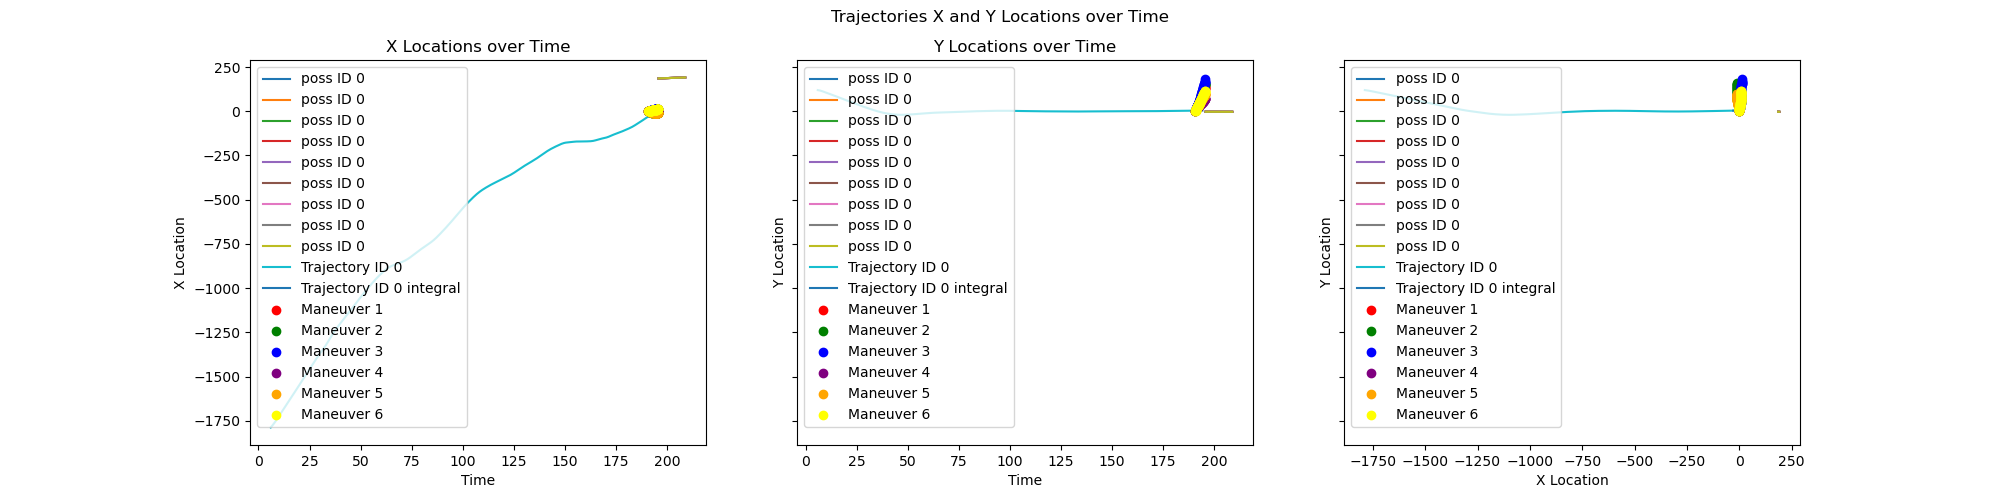 Trajectories X and Y Locations over Time
X Locations over Time
X Location
250
0
−250
−500
−750
−1000
−1250
−1500
−1750
poss ID 0
poss ID 0
poss ID 0
poss ID 0
poss ID 0
poss ID 0
poss ID 0
poss ID 0
poss ID 0
Trajectory ID 0
Trajectory ID 0 integral
Maneuver 1
Maneuver 2
Maneuver 3
Maneuver 4
Maneuver 5
Maneuver 6
0 25 50 75 100 125 150 175 200
Time
Y Locations over Time
Y Location
poss ID 0
poss ID 0
poss ID 0
poss ID 0
poss ID 0
poss ID 0
poss ID 0
poss ID 0
poss ID 0
Trajectory ID 0
Trajectory ID 0 integral
Maneuver 1
Maneuver 2
Maneuver 3
Maneuver 4
Maneuver 5
Maneuver 6
0 25 50 75 100 125 150 175 200
Time
Y Location
poss ID 0
poss ID 0
poss ID 0
poss ID 0
poss ID 0
poss ID 0
poss ID 0
poss ID 0
poss ID 0
Trajectory ID 0
Trajectory ID 0 integral
Maneuver 1
Maneuver 2
Maneuver 3
Maneuver 4
Maneuver 5
Maneuver 6
−1750 −1500 −1250 −1000 −750 −500 −250 0 250
X Location